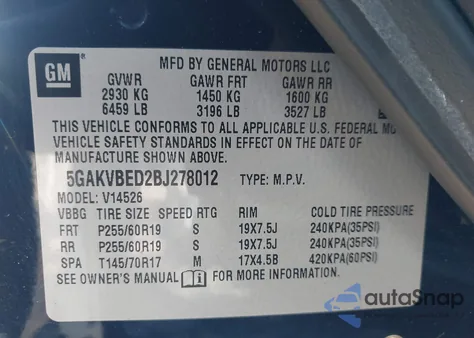 GM
MFD BY GENERAL MOTORS LLC
GVWR GAWR FRT GAWR RR
2930 KG 1450 KG 1600 KG
6459 LB 3196 LB 3527 LB
THIS VEHICLE CONFORMS TO ALL APPLICABLE U.S. FEDERAL
VEHICLE SAFETY STANDARDS IN EFFECT ON THE DATE OF
MANUFACTURE SHOWN ABOVE.
5GAKVBED2BJ278012 TYPE: M.P.V.
MODEL: V14526
VBBG TIRE SIZE SPEED RTG RIM COLD TIRE PRESSURE
FRT P255/60R19 S 19X7.5J 240KPA(35PSI)
RR P255/60R19 S 19X7.5J 240KPA(35PSI)
SPA T145/70R17 M 17X4.5B 420KPA(60PSI)
SEE OWNER'S MANUAL FOR MORE INFORMATION.
autoSnap
POWERED BY